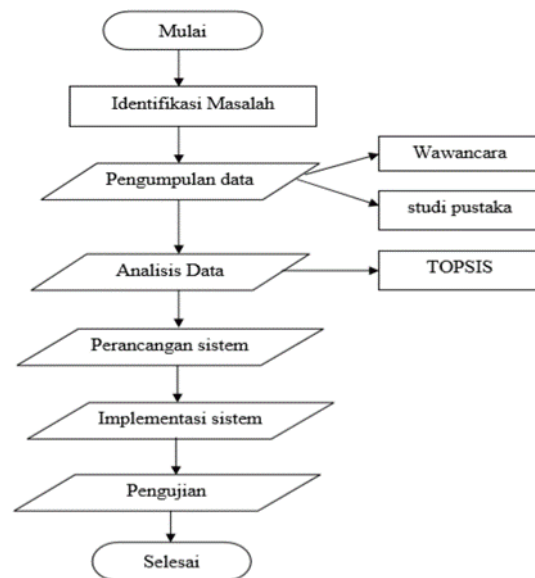 Mulai
Identifikasi Masalah
Pengumpulan data
Wawancara
studi pustaka
Analisis Data
TOPSIS
Perancangan sistem
Implementasi sistem
Pengujian
Selesai